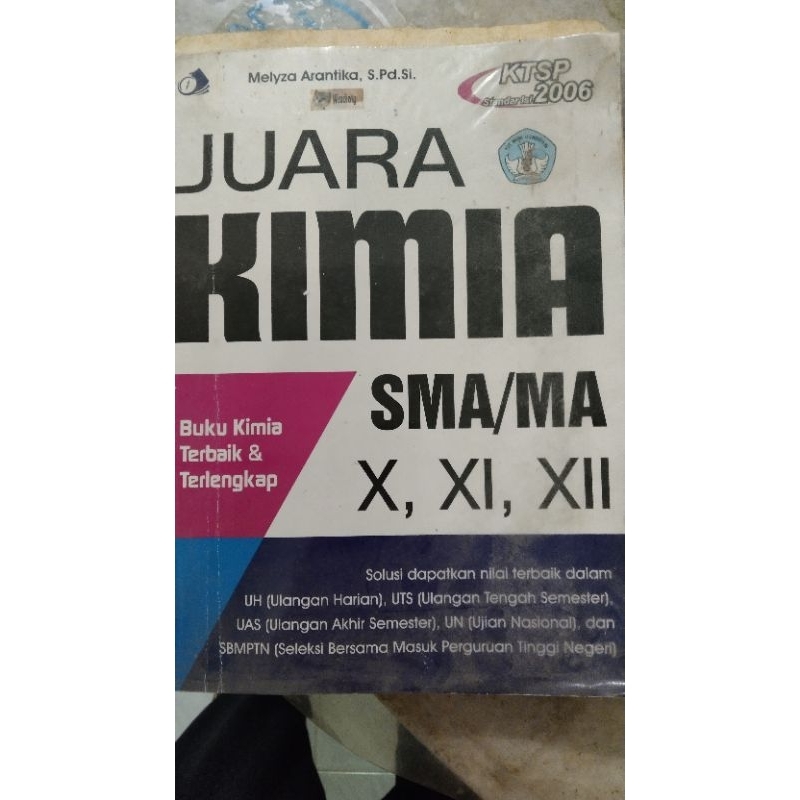 Melyza Arantika, S.Pd.Si.
KTSP
Standar Isi 2006
JUARA
KIMIA
SMA/MA
X, XI, XII
Buku Kimia
Terbaik &
Terlengkap
Solusi dapatkan nilai terbaik dalam
UH (Ulangan Harian), UTS (Ulangan Tengah Semester),
UAS (Ulangan Akhir Semester), UN (Ujian Nasional), dan
SBMPTN (Seleksi Bersama Masuk Perguruan Tinggi Negeri)